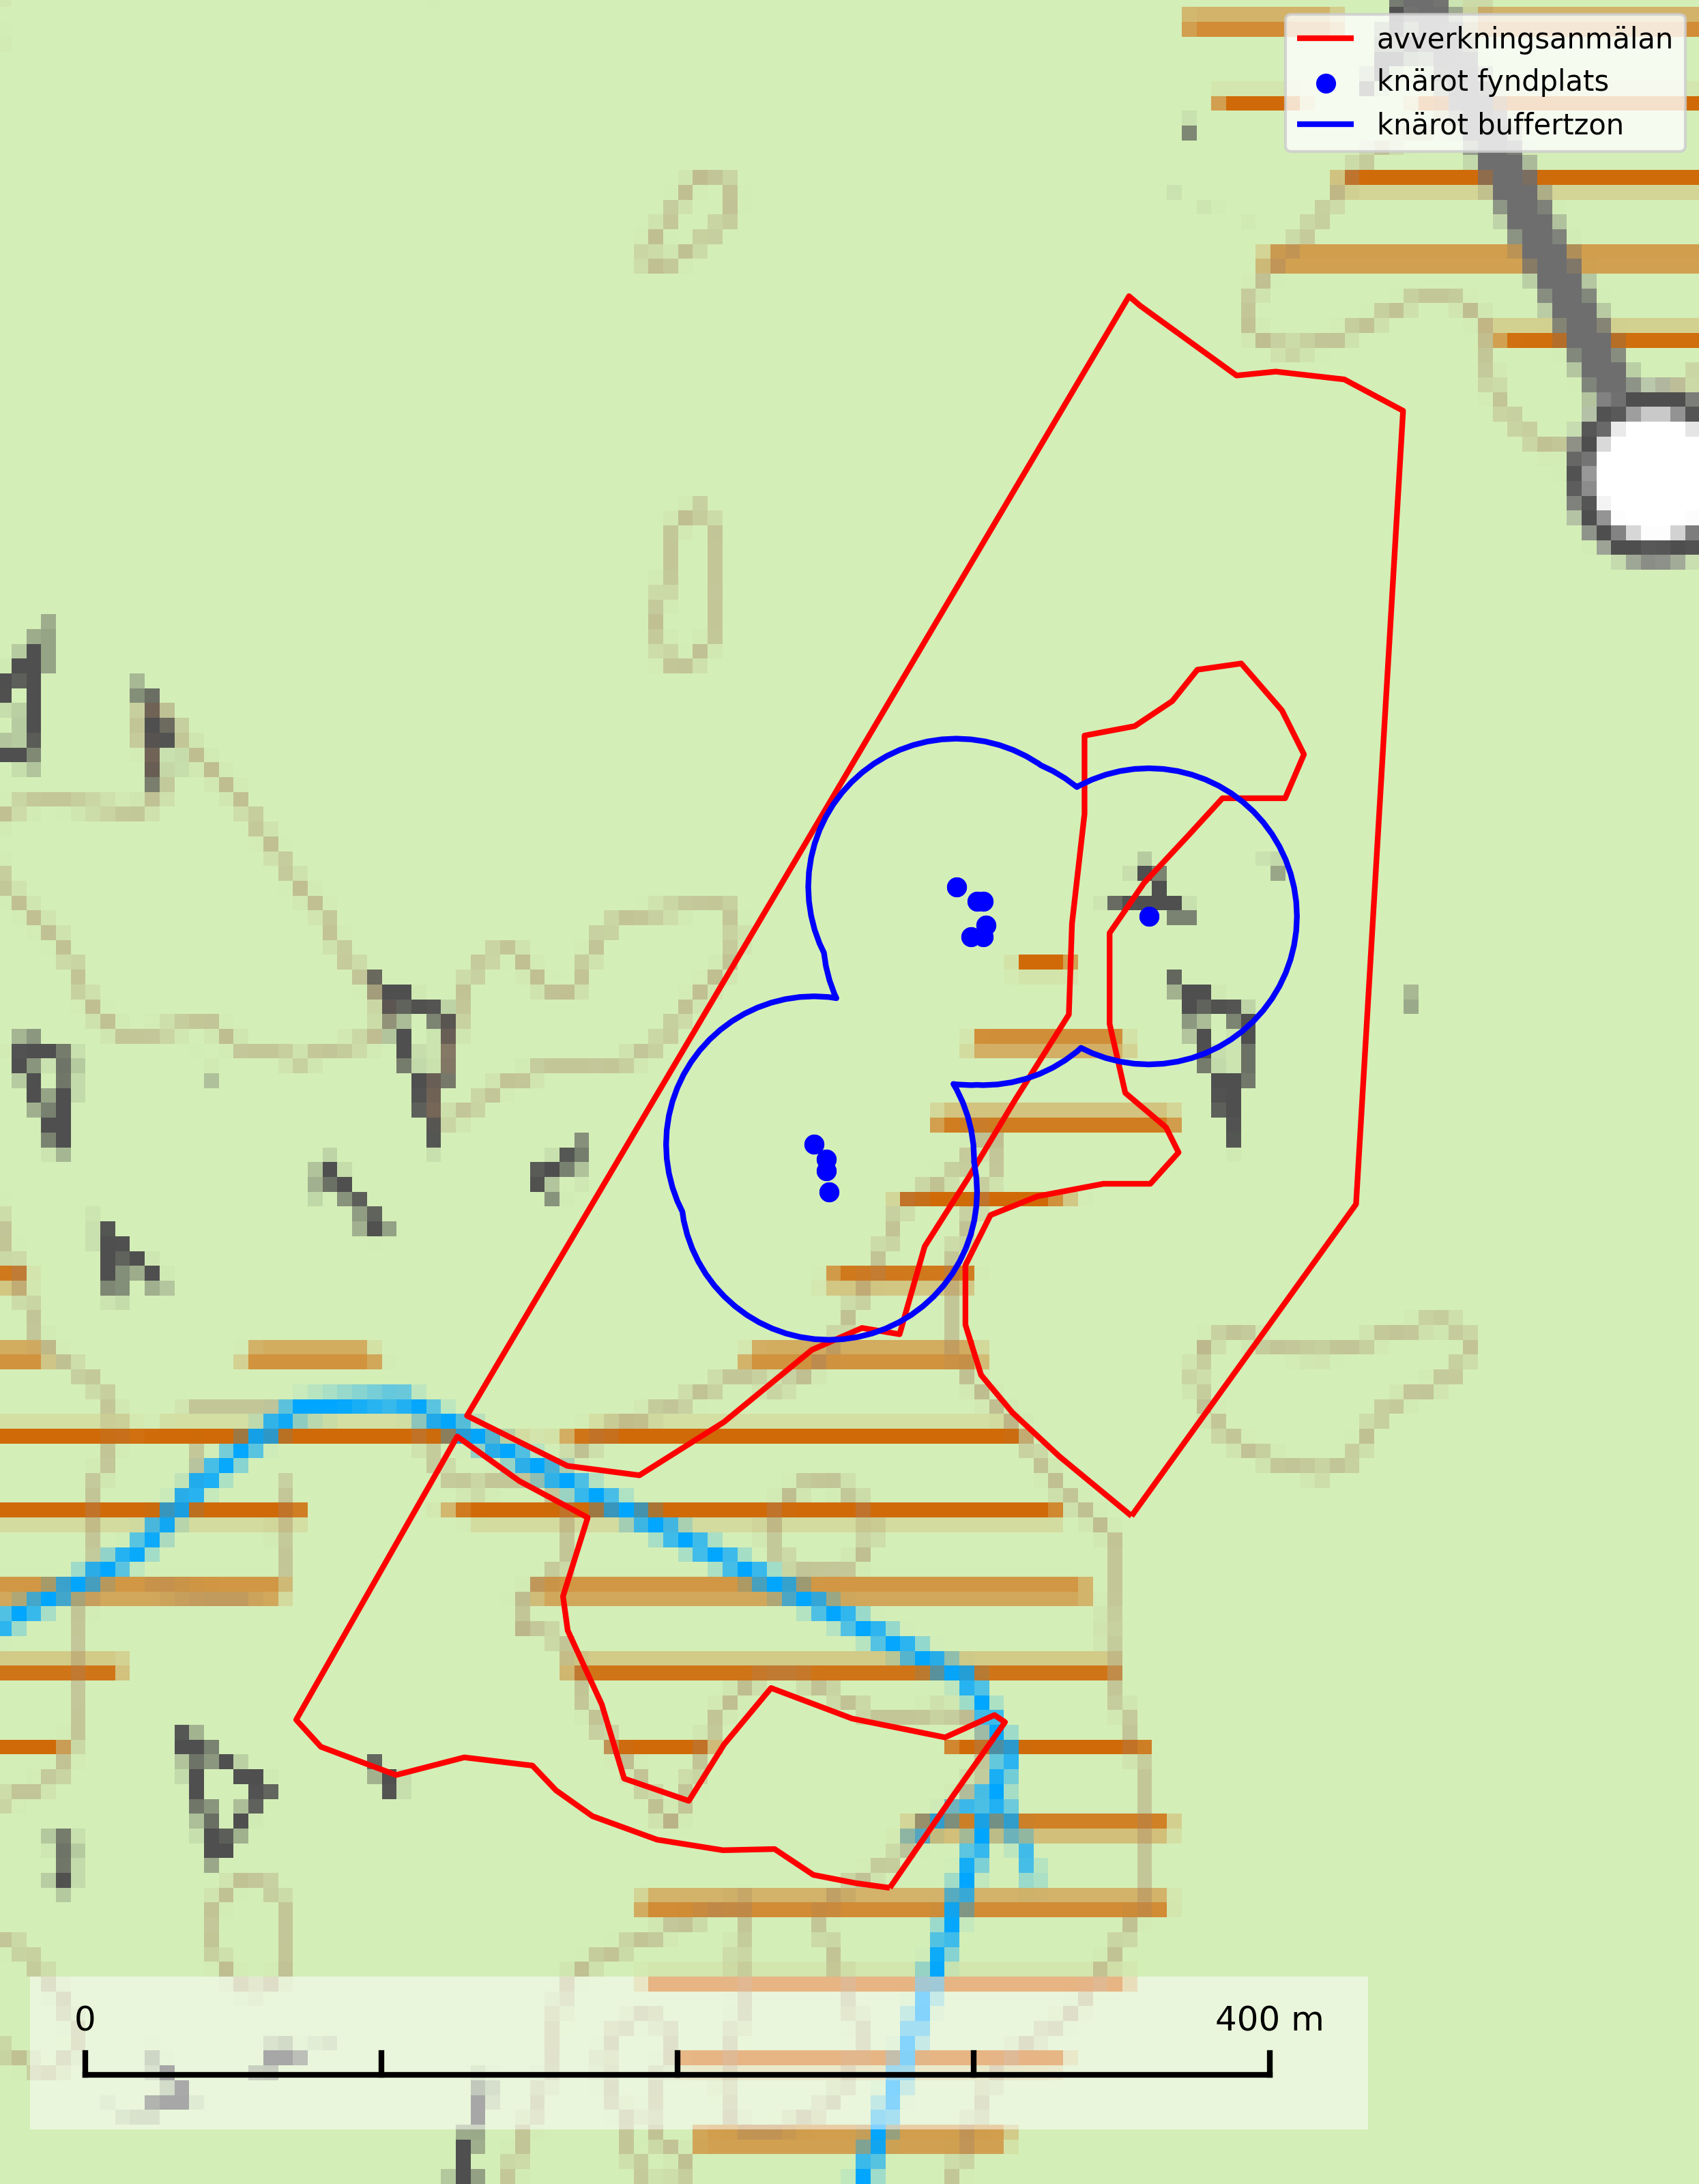 avverkningsanmälan
knärot fyndplats
knärot buffertzon
0
400 m